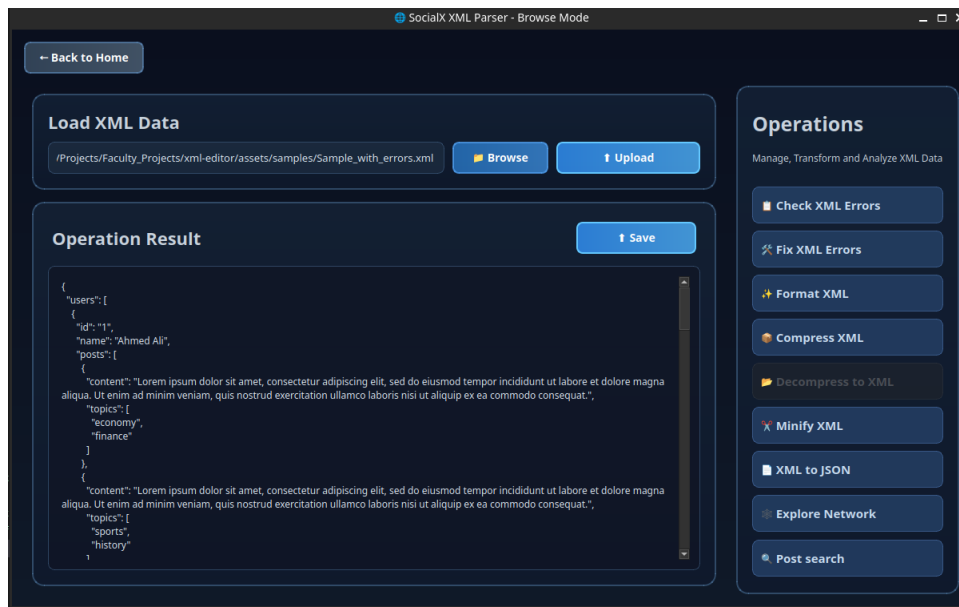 SocialX XML Parser - Browse Mode
← Back to Home
Load XML Data
/Projects/Faculty_Projects/xml-editor/assets/samples/Sample_with_errors.xml
Browse
⬆ Upload
Operation Result
⬆ Save
{
"users": [
{
"id": "1",
"name": "Ahmed Ali",
"posts": [
{
"content": "Lorem ipsum dolor sit amet, consectetur adipiscing elit, sed do eiusmod tempor incididunt ut labore et dolore magna
aliqua. Ut enim ad minim veniam, quis nostrud exercitation ullamco laboris nisi ut aliquip ex ea commodo consequat.",
"topics": [
"economy",
"finance"
]
},
{
"content": "Lorem ipsum dolor sit amet, consectetur adipiscing elit, sed do eiusmod tempor incididunt ut labore et dolore magna
aliqua. Ut enim ad minim veniam, quis nostrud exercitation ullamco laboris nisi ut aliquip ex ea commodo consequat.",
"topics": [
"sports",
"history"
]
Operations
Manage, Transform and Analyze XML Data
Check XML Errors
Fix XML Errors
Format XML
Compress XML
Decompress to XML
Minify XML
XML to JSON
Explore Network
Post search